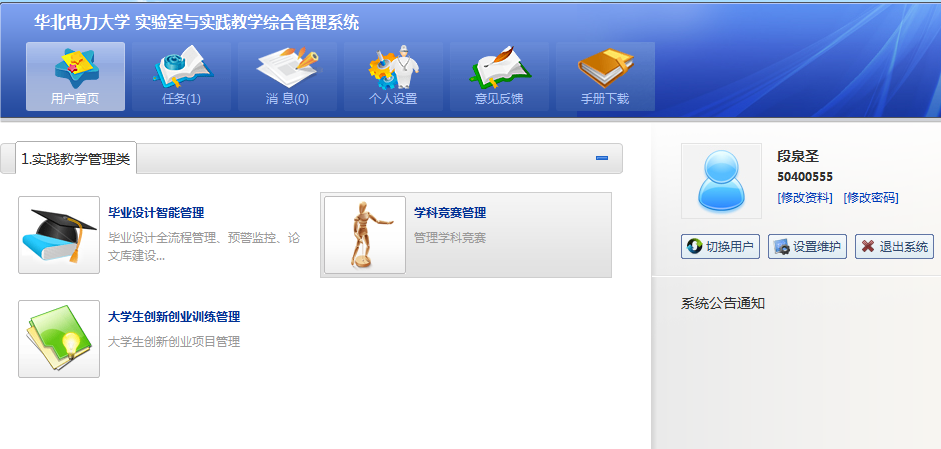 华北电力大学 实验室与实践教学综合管理系统
用户首页
任务(1)
消 息(0)
个人设置
意见反馈
手册下载
1.实践教学管理类
毕业设计智能管理
毕业设计全流程管理、预警监控、论
文库建设...
学科竞赛管理
管理学科竞赛
大学生创新创业训练管理
大学生创新创业项目管理
段泉圣
50400555
[修改资料] [修改密码]
切换用户
设置维护
退出系统
系统公告通知